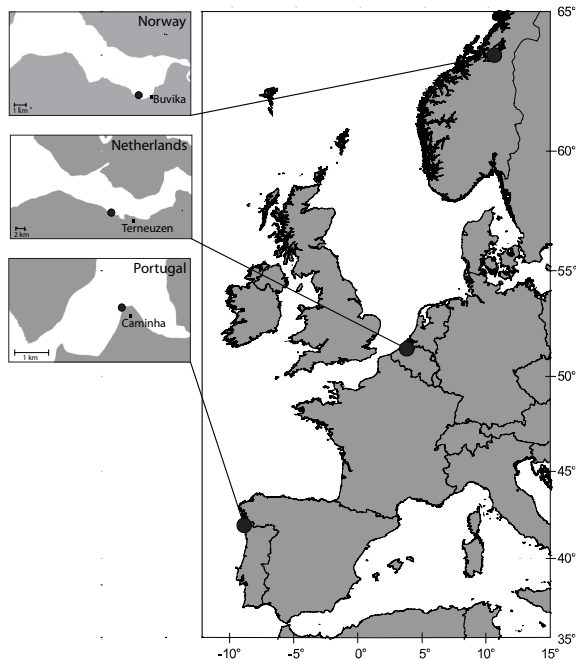 Norway
Buvika
1 km
Netherlands
Terneuzen
2 km
Portugal
Caminha
1 km
65°
60°
55°
50°
45°
40°
35°
-10°
-5°
0°
5°
10°
15°